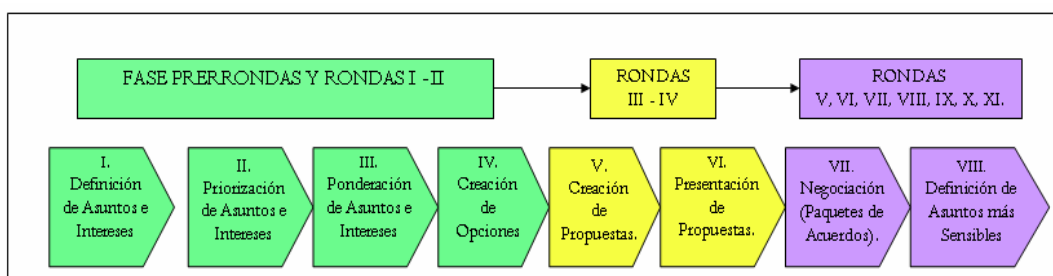 FASE PRERRONDAS Y RONDAS I - II
RONDAS
III - IV
RONDAS
V, VI, VII, VIII, IX, X, XI.
I.
Definición
de Asuntos e
Intereses
II.
Priorización
de Asuntos e
Intereses
III.
Ponderación
de Asuntos e
Intereses
IV.
Creación
de
Opciones
V.
Creación
de
Propuestas.
VI.
Presentación
de
Propuestas.
VII.
Negociación
(Paquetes de
Acuerdos).
VIII.
Definición de
Asuntos más
Sensibles